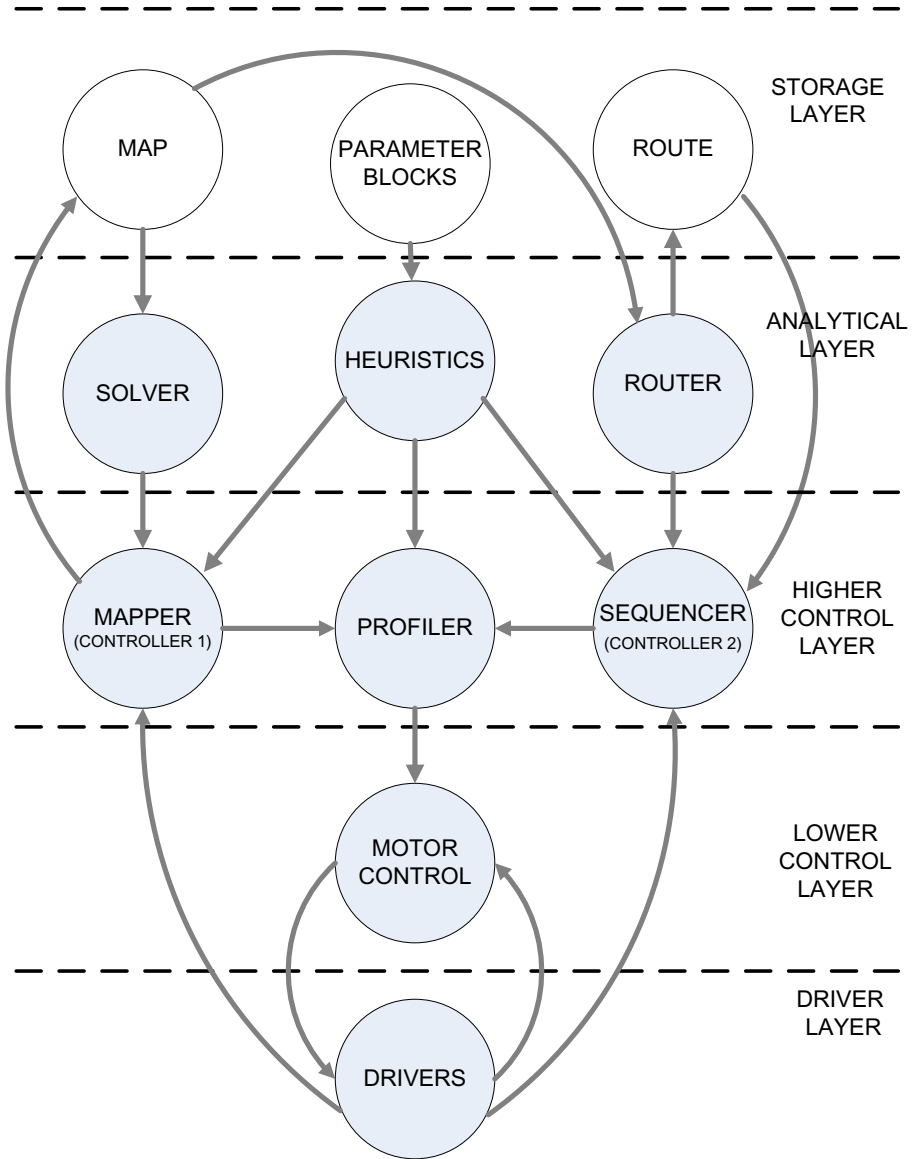 STORAGE
LAYER
MAP
PARAMETER
BLOCKS
ROUTE
ANALYTICAL
LAYER
SOLVER
HEURISTICS
ROUTER
HIGHER
CONTROL
LAYER
MAPPER
(CONTROLLER 1)
PROFILER
SEQUENCER
(CONTROLLER 2)
LOWER
CONTROL
LAYER
MOTOR
CONTROL
DRIVER
LAYER
DRIVERS